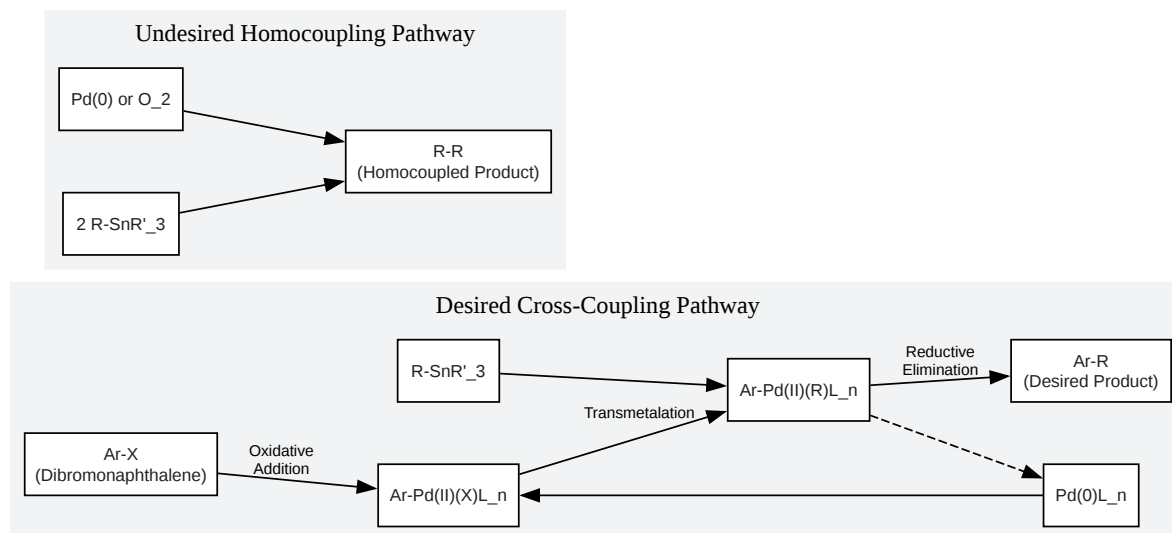 Undesired Homocoupling Pathway
Pd(0) or O_2
R-R
(Homocoupled Product)
2 R-SnR'_3
Desired Cross-Coupling Pathway
R-SnR'_3
Ar-Pd(II)(R)L_n
Reductive
Elimination
Ar-R
(Desired Product)
Transmetalation
Ar-X
(Dibromonaphthalene)
Oxidative
Addition
Ar-Pd(II)(X)L_n
Pd(0)L_n